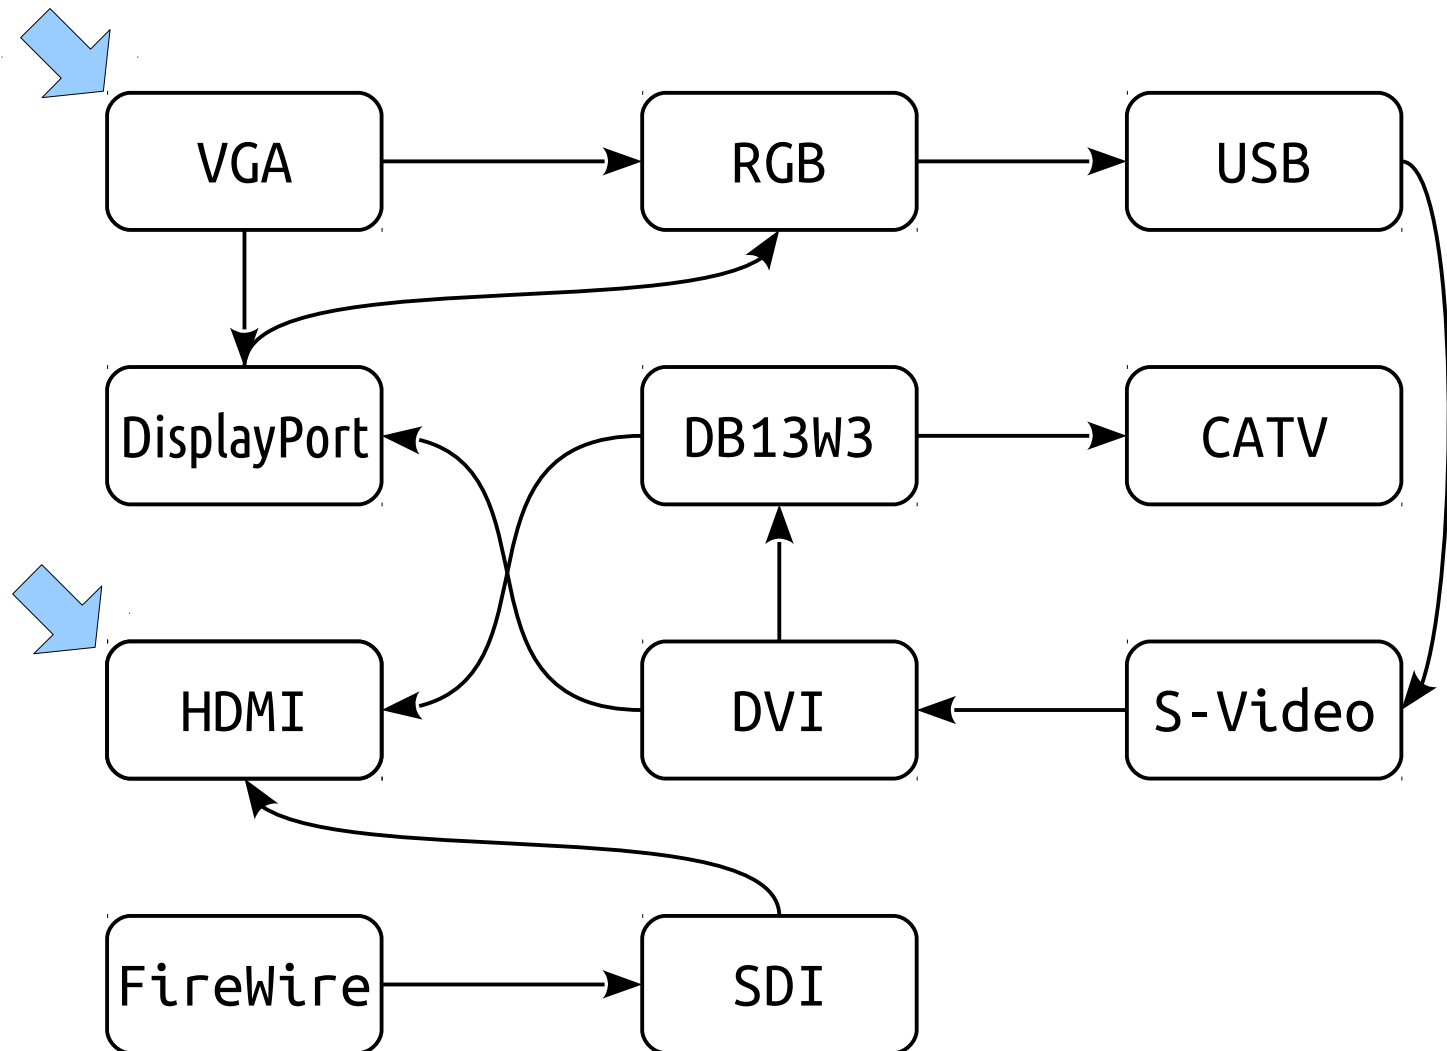 VGA
RGB
USB
DisplayPort
DB13W3
CATV
HDMI
DVI
S-Video
FireWire
SDI